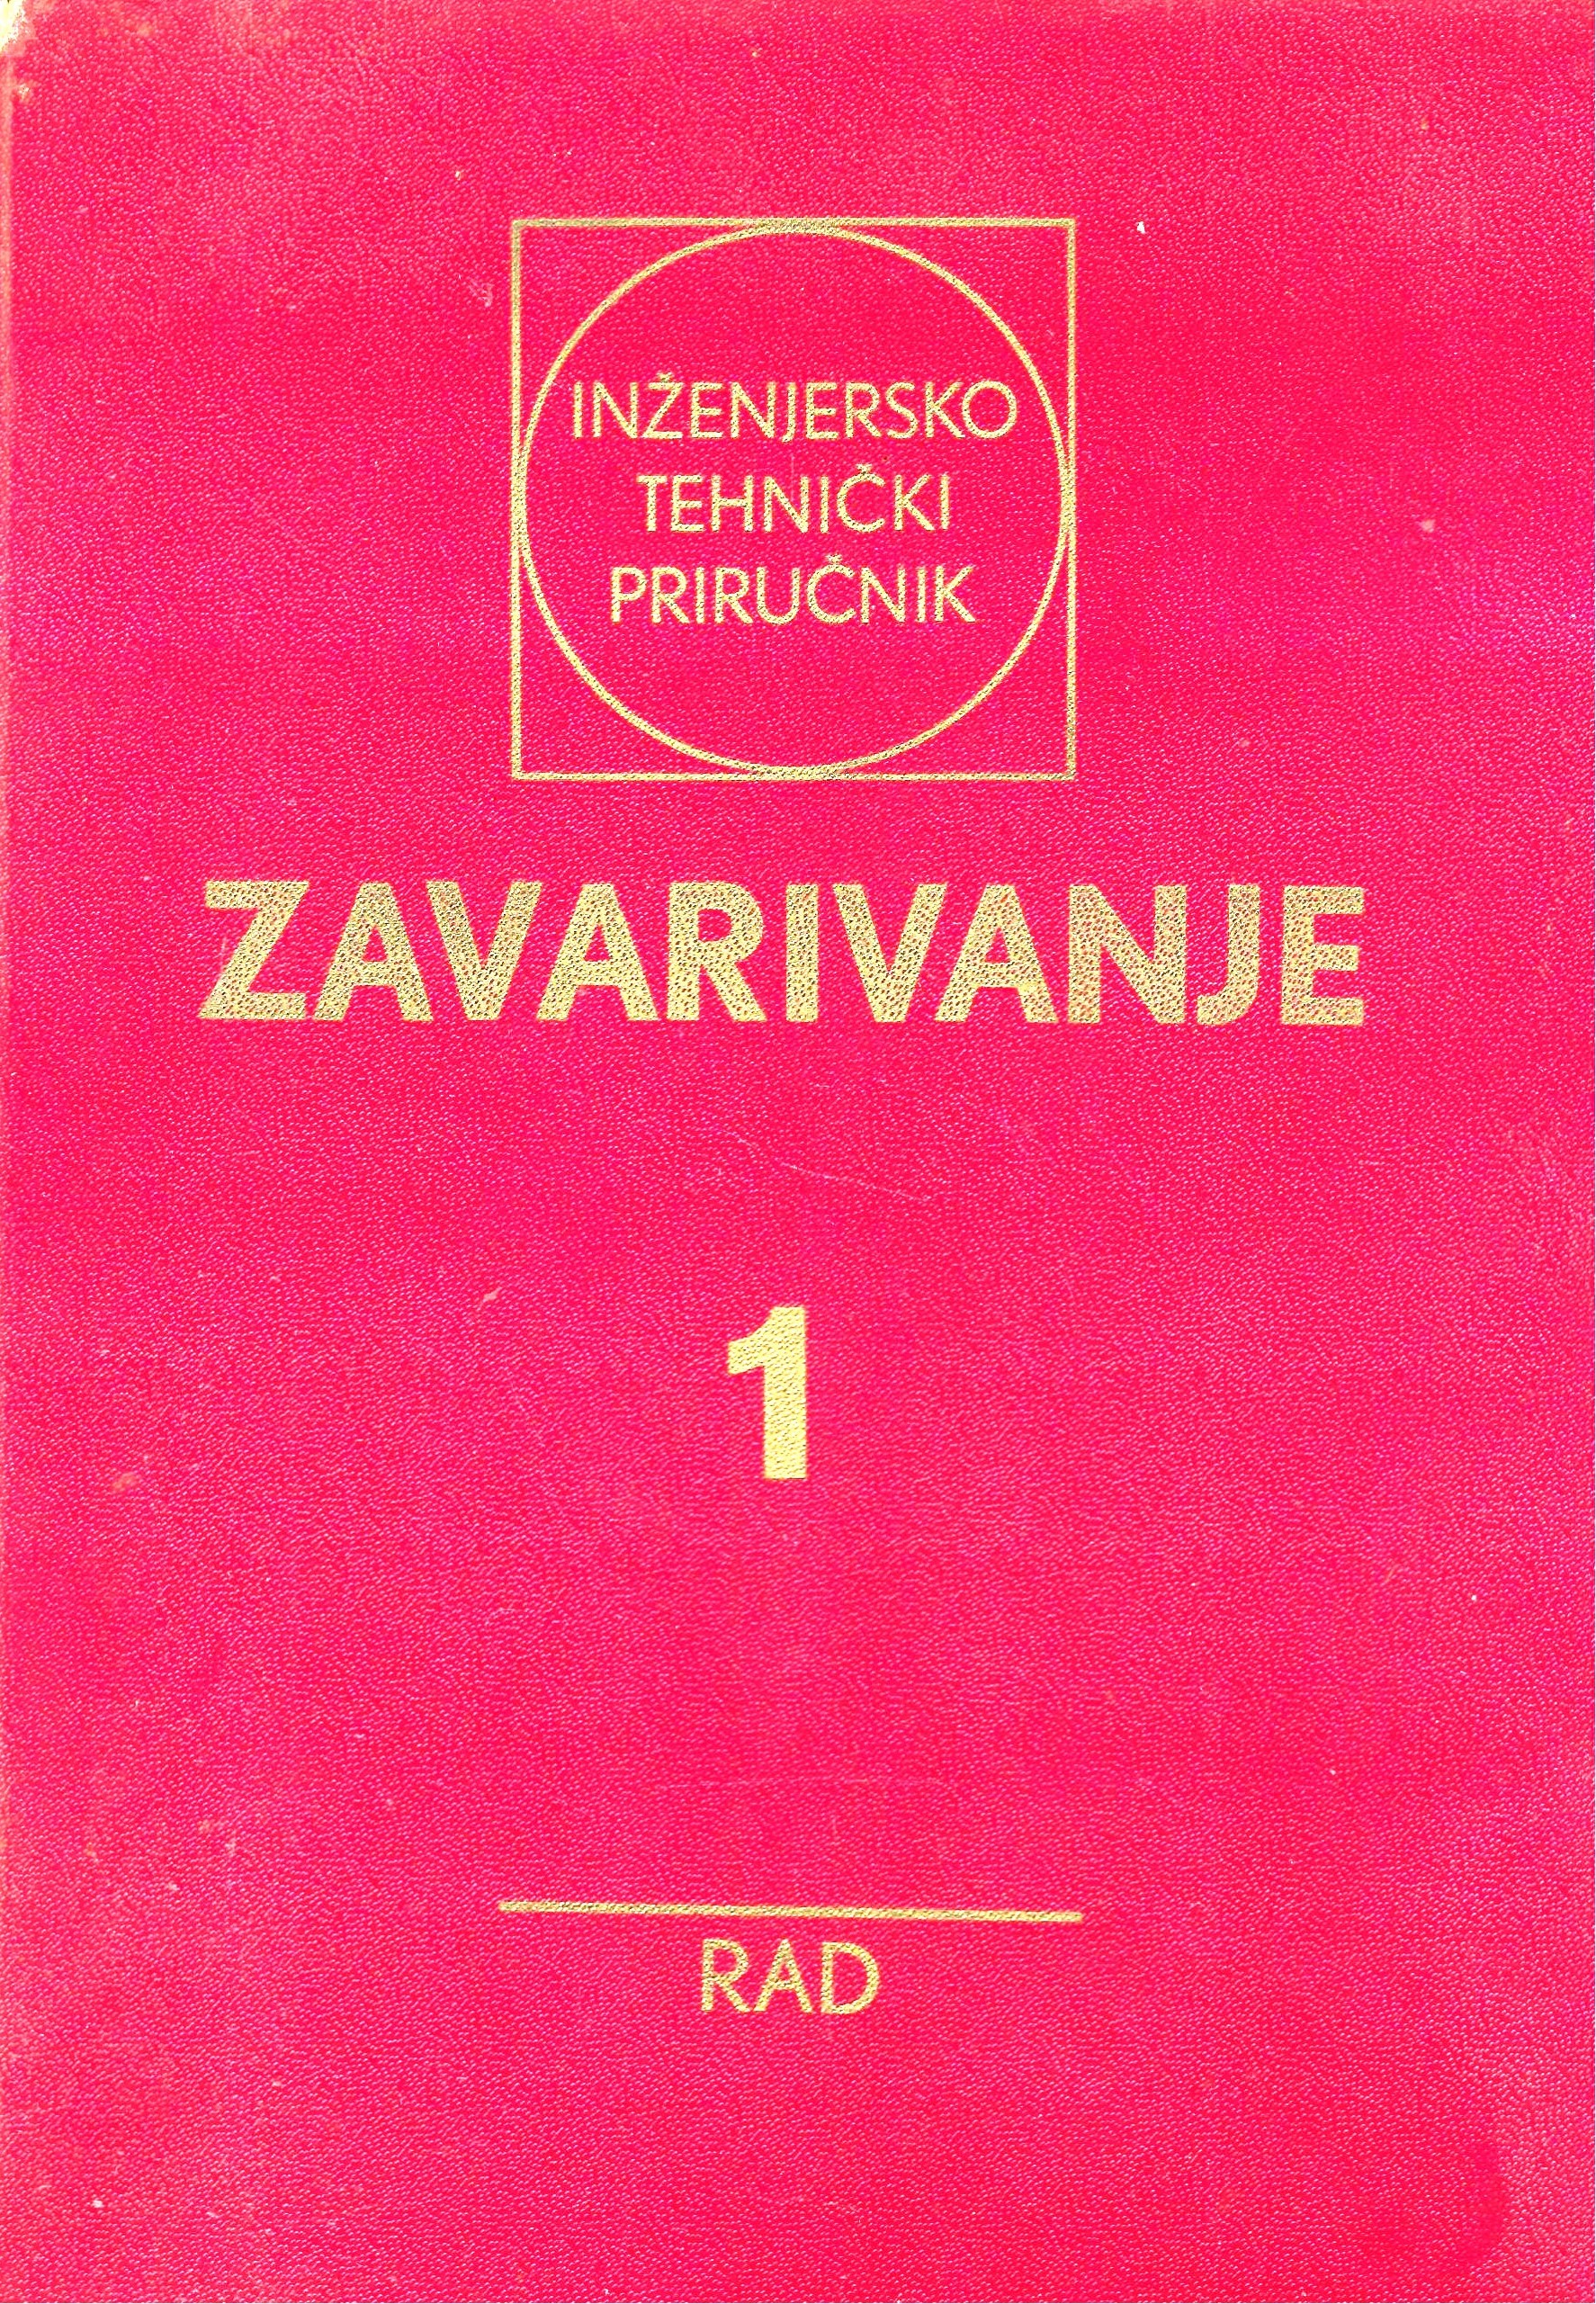 INŽENJERSKO
TEHNIČKI
PRIRUČNIK
ZAVARIVANJE
1
RAD